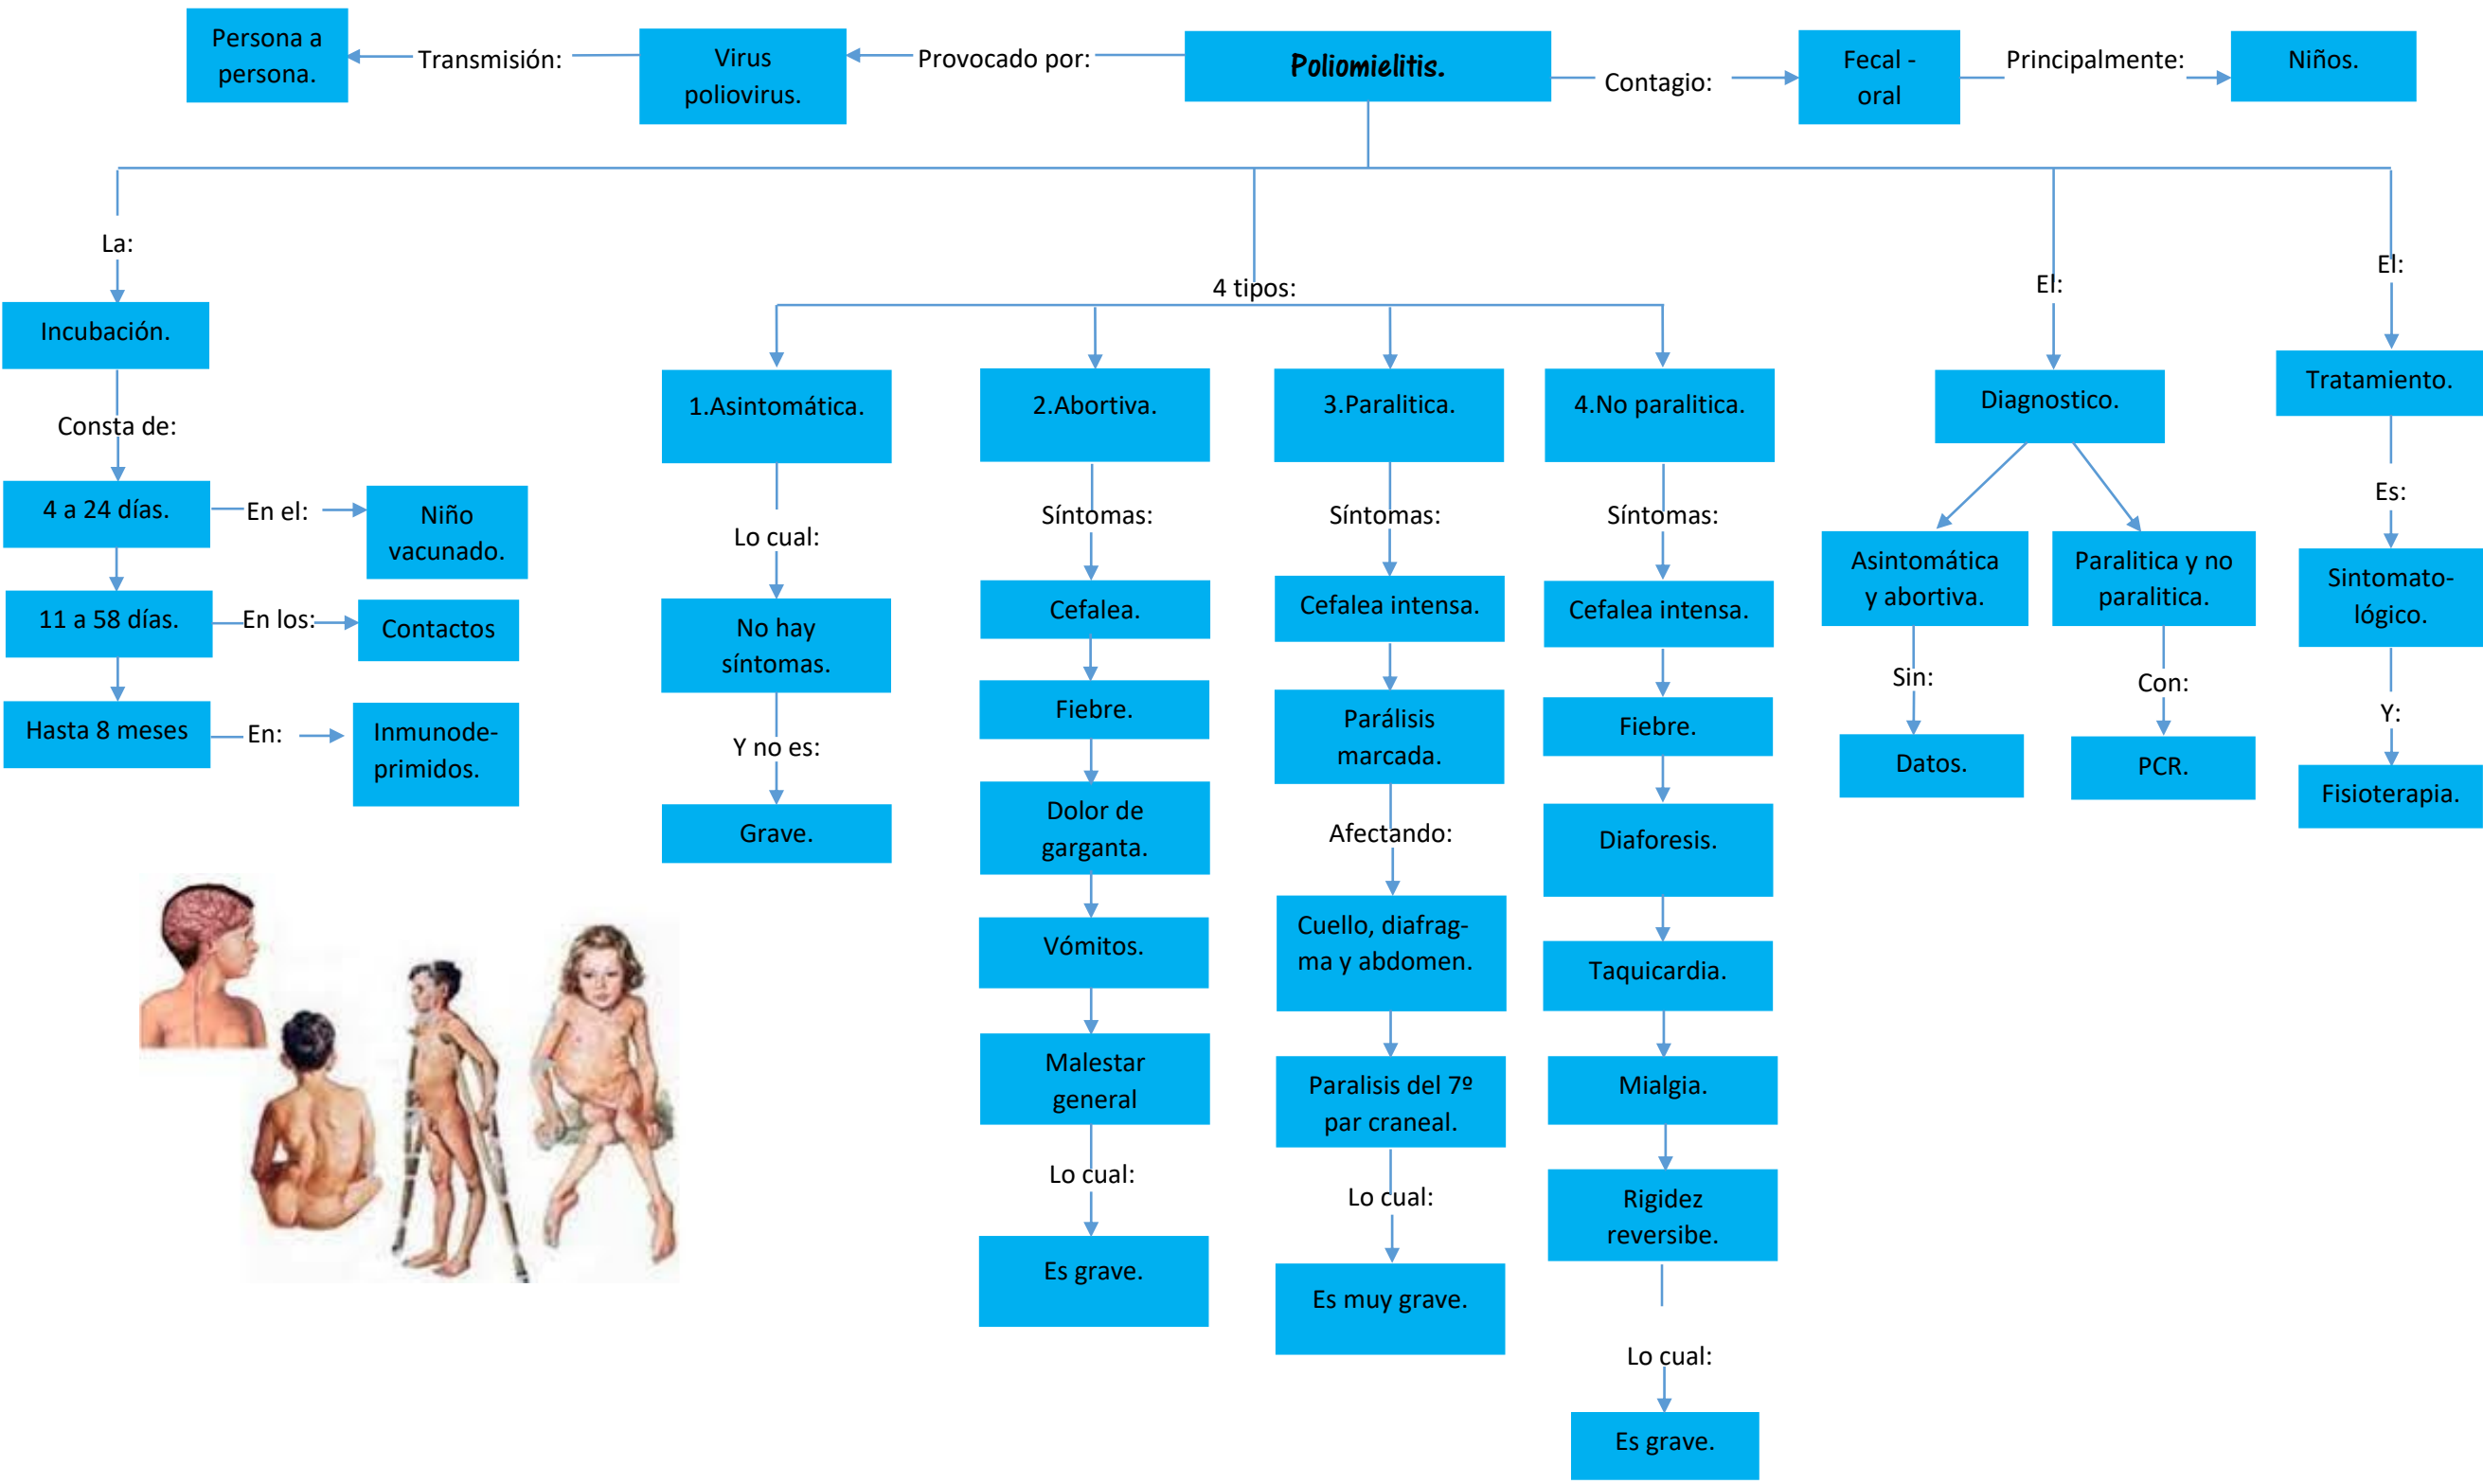 Persona a
persona.
Transmisión:
Virus
poliovirus.
Provocado por:
Poliomielitis.
Contagio:
Fecal -
oral
Principalmente:
Niños.
La:
Incubación.
Consta de:
4 a 24 días.
En el:
Niño
vacunado.
11 a 58 días.
En los:
Contactos
Hasta 8 meses
En:
Inmunode-
primidos.
4 tipos:
1.Asintomática.
Lo cual:
No hay
síntomas.
Y no es:
Grave.
2.Abortiva.
Síntomas:
Cefalea.
Fiebre.
Dolor de
garganta.
Vómitos.
Malestar
general
Lo cual:
Es grave.
3.Paralitica.
Síntomas:
Cefalea intensa.
Parálisis
marcada.
Afectando:
Cuello, diafrag-
ma y abdomen.
Paralisis del 7º
par craneal.
Lo cual:
Es muy grave.
4.No paralitica.
Síntomas:
Cefalea intensa.
Fiebre.
Diaforesis.
Taquicardia.
Mialgia.
Rigidez
reversibe.
Lo cual:
Es grave.
El:
Diagnostico.
Asintomática
y abortiva.
Sin:
Datos.
Paralitica y no
paralitica.
Con:
PCR.
El:
Tratamiento.
Es:
Sintomato-
lógico.
Y:
Fisioterapia.